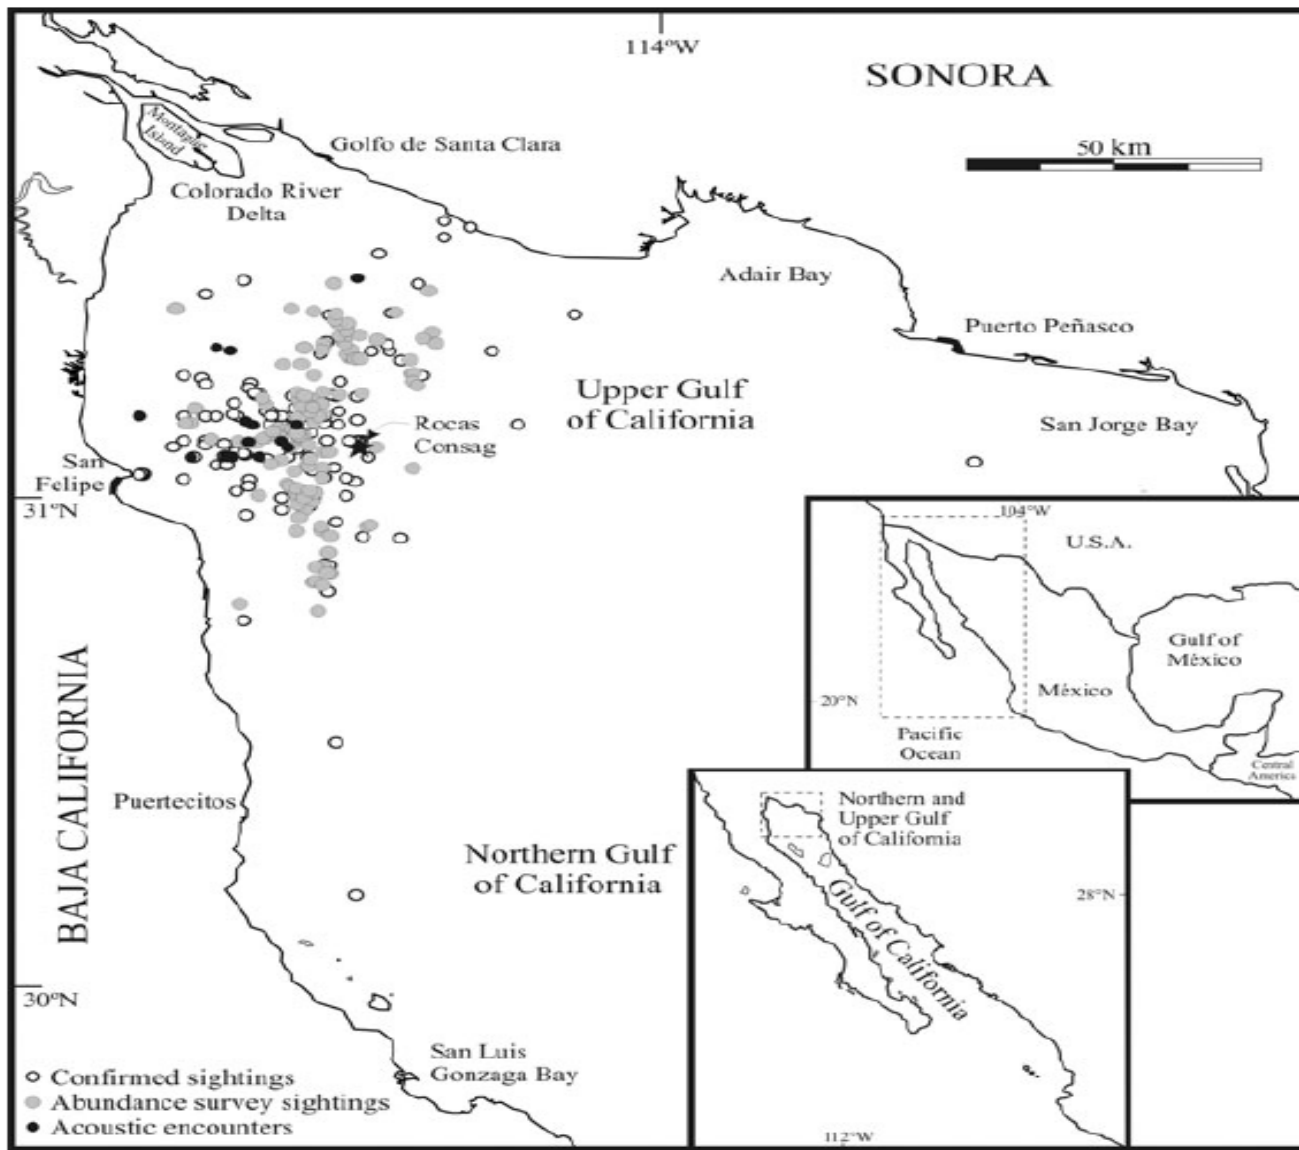 114°W
SONORA
50 km
Montague
Island
Golfo de Santa Clara
Colorado River
Delta
Adair Bay
Puerto Peñasco
Upper Gulf
of California
Rocas
Consag
San Jorge Bay
San
Felipe
31°N
104°W
U.S.A.
Gulf of
México
México
20°N
Pacific
Ocean
Central
America
BAJA CALIFORNIA
Puertecitos
Northern Gulf
of California
Northern and
Upper Gulf
of California
28°N
Gulf of California
30°N
San Luis
Gonzaga Bay
Confirmed sightings
Abundance survey sightings
Acoustic encounters
112°W